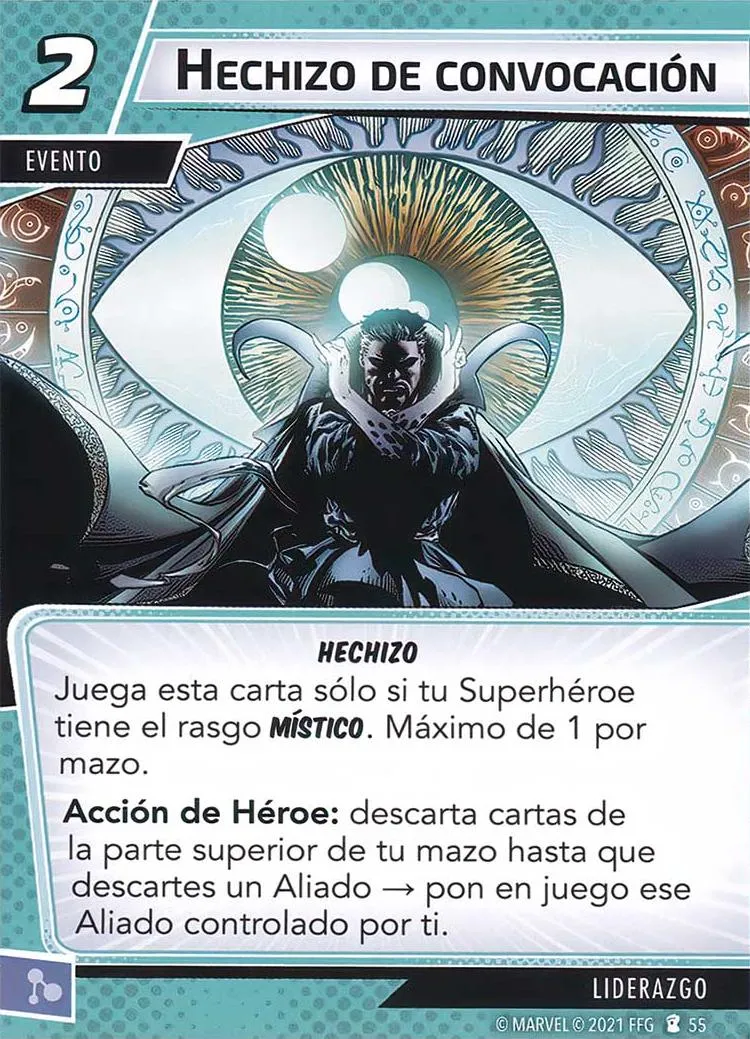 2
HECHIZO DE CONVOCACIÓN
EVENTO
HECHIZO
Juega esta carta sólo si tu Superhéroe
tiene el rasgo MÍSTICO. Máximo de 1 por
mazo.
Acción de Héroe: descarta cartas de
la parte superior de tu mazo hasta que
descartes un Aliado → pon en juego ese
Aliado controlado por ti.
LIDERAZGO
© MARVEL © 2021 FFG 55